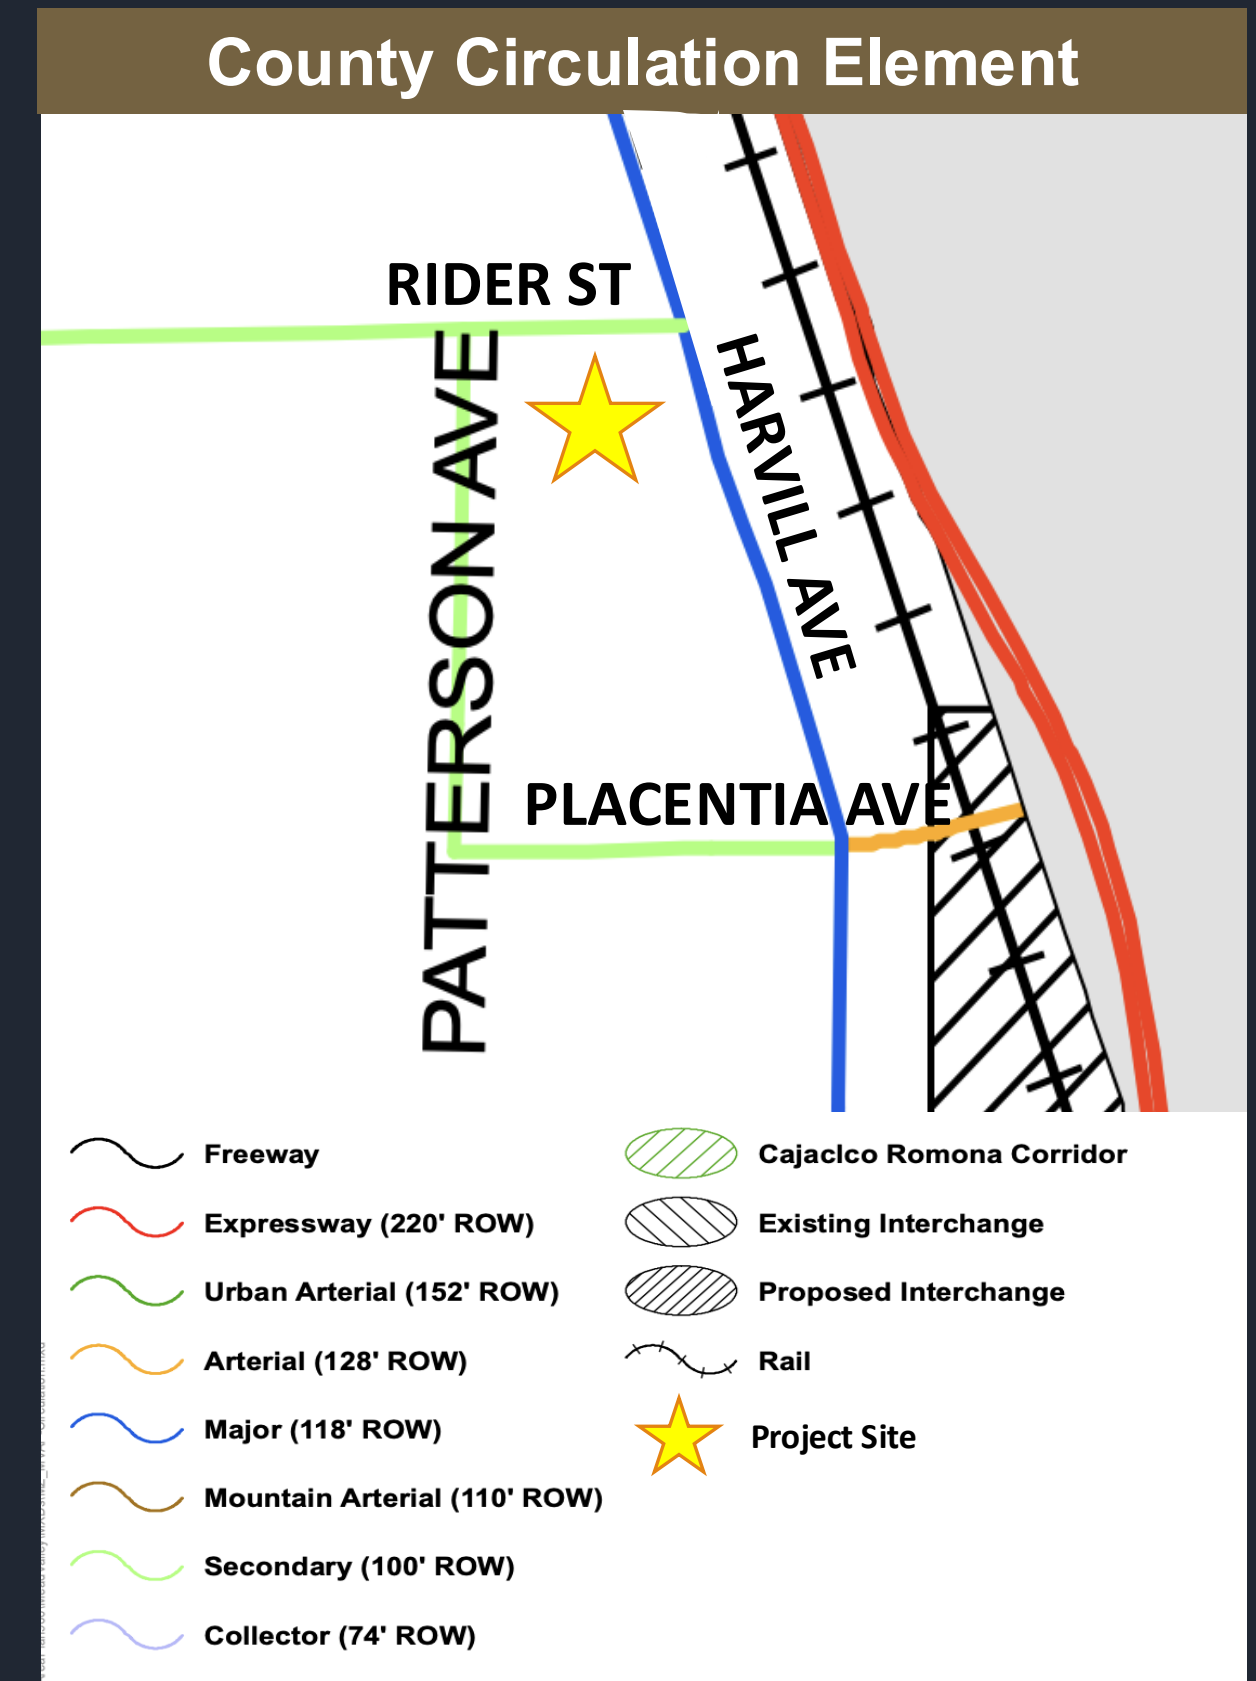 County Circulation Element
RIDER ST
PATTERSON AVE
HARVILL AVE
PLACENTIA AVE
Freeway
Expressway (220' ROW)
Urban Arterial (152' ROW)
Arterial (128' ROW)
Major (118' ROW)
Mountain Arterial (110' ROW)
Secondary (100' ROW)
Collector (74' ROW)
Cajaclco Romona Corridor
Existing Interchange
Proposed Interchange
Rail
Project Site